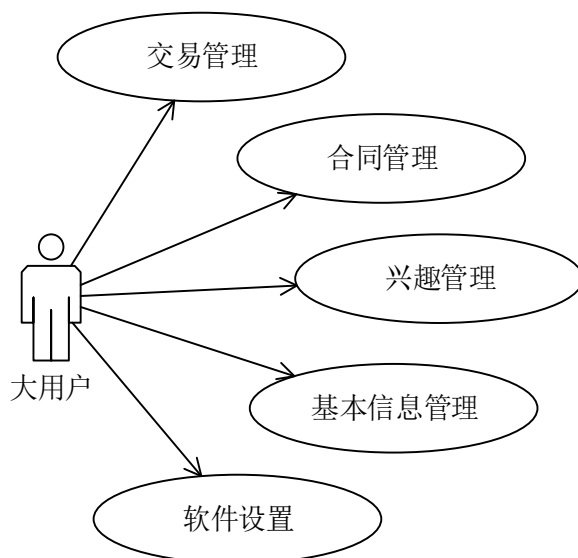 交易管理
合同管理
兴趣管理
大用户
基本信息管理
软件设置